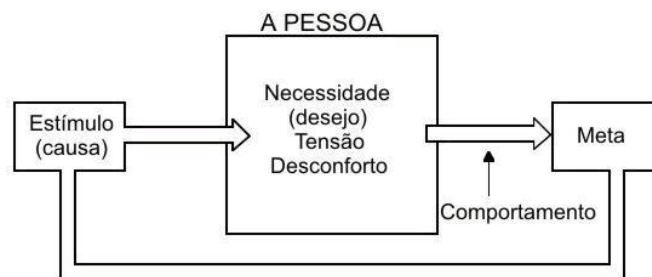 A PESSOA
Estímulo
(causa)
Necessidade
(desejo)
Tensão
Desconforto
Meta
Comportamento